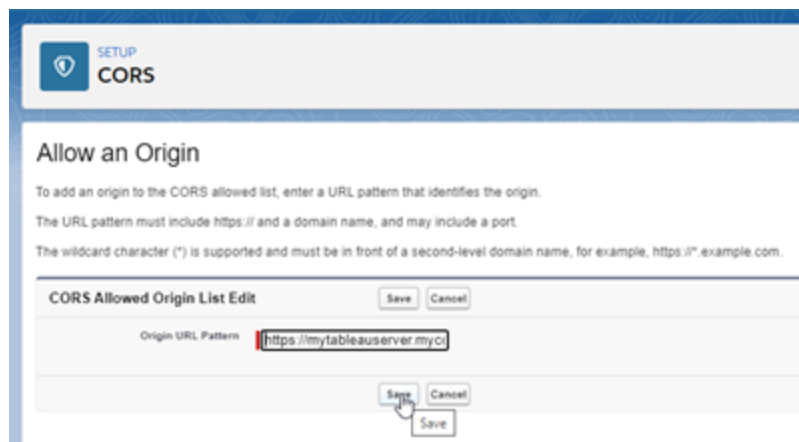 SETUP
CORS
Allow an Origin
To add an origin to the CORS allowed list, enter a URL pattern that identifies the origin.
The URL pattern must include https:// and a domain name, and may include a port.
The wildcard character (*) is supported and must be in front of a second-level domain name, for example, https://*.example.com.
CORS Allowed Origin List Edit Save Cancel
Origin URL Pattern https://mytableauserver.myco
Save Cancel
Save